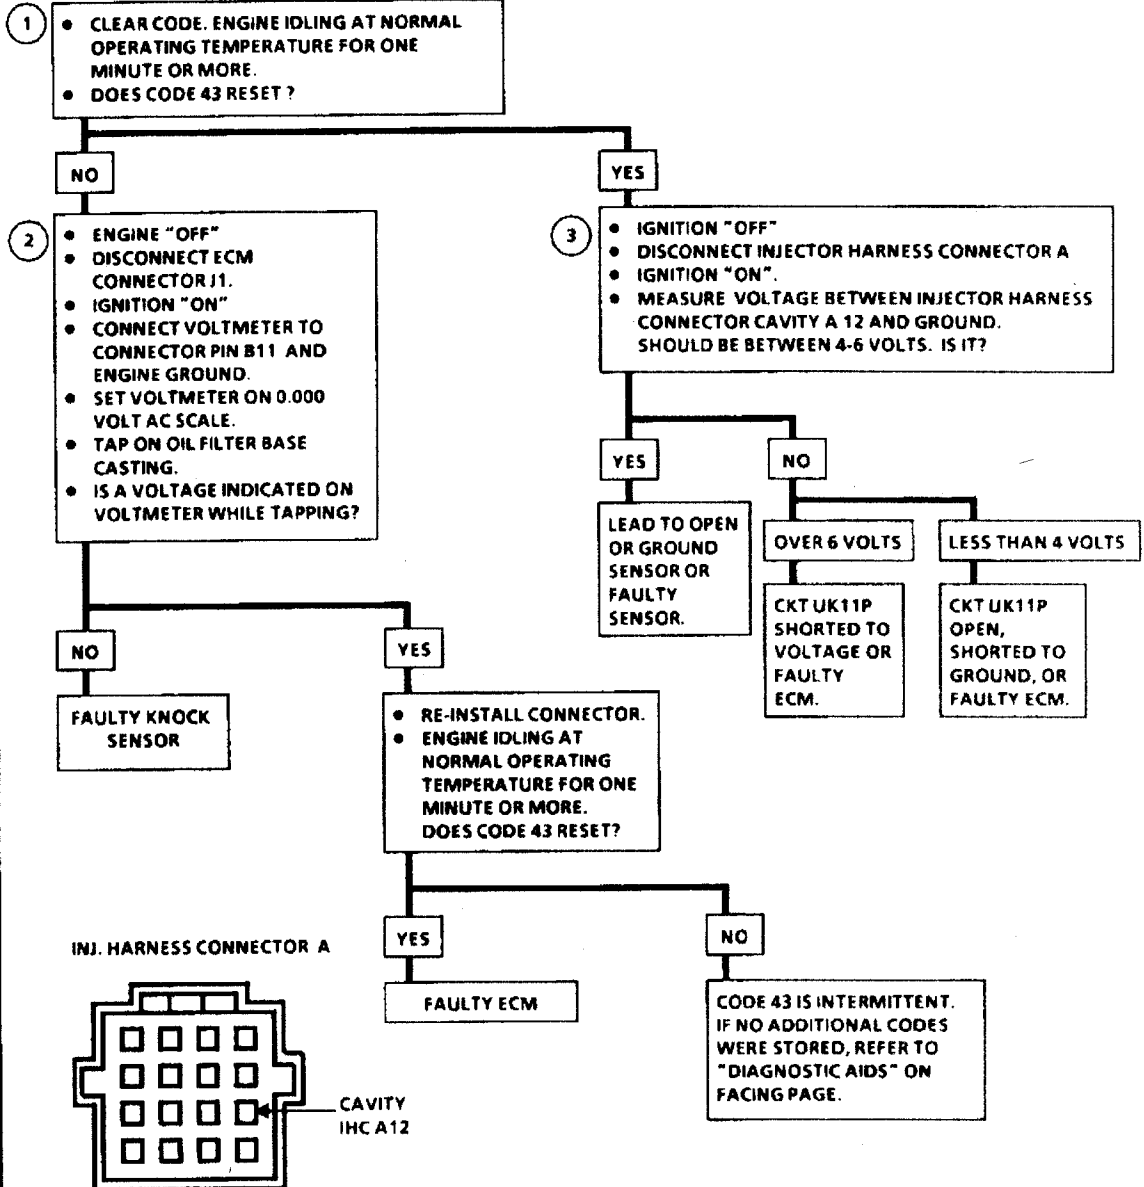 1
• CLEAR CODE. ENGINE IDLING AT NORMAL
OPERATING TEMPERATURE FOR ONE
MINUTE OR MORE.
• DOES CODE 43 RESET ?
NO
YES
2
• ENGINE "OFF"
• DISCONNECT ECM
CONNECTOR J1.
• IGNITION "ON"
• CONNECT VOLTMETER TO
CONNECTOR PIN B11 AND
ENGINE GROUND.
• SET VOLTMETER ON 0.000
VOLT AC SCALE.
• TAP ON OIL FILTER BASE
CASTING.
• IS A VOLTAGE INDICATED ON
VOLTMETER WHILE TAPPING?
3
• IGNITION "OFF"
• DISCONNECT INJECTOR HARNESS CONNECTOR A
• IGNITION "ON".
• MEASURE VOLTAGE BETWEEN INJECTOR HARNESS
CONNECTOR CAVITY A 12 AND GROUND.
SHOULD BE BETWEEN 4-6 VOLTS. IS IT?
YES
NO
LEAD TO OPEN
OR GROUND
SENSOR OR
FAULTY
SENSOR.
OVER 6 VOLTS
LESS THAN 4 VOLTS
CKT UK11P
SHORTED TO
VOLTAGE OR
FAULTY
ECM.
CKT UK11P
OPEN,
SHORTED TO
GROUND, OR
FAULTY ECM.
NO
YES
FAULTY KNOCK
SENSOR
• RE-INSTALL CONNECTOR.
• ENGINE IDLING AT
NORMAL OPERATING
TEMPERATURE FOR ONE
MINUTE OR MORE.
DOES CODE 43 RESET?
YES
NO
FAULTY ECM
CODE 43 IS INTERMITTENT.
IF NO ADDITIONAL CODES
WERE STORED, REFER TO
"DIAGNOSTIC AIDS" ON
FACING PAGE.
INJ. HARNESS CONNECTOR A
CAVITY
IHC A12